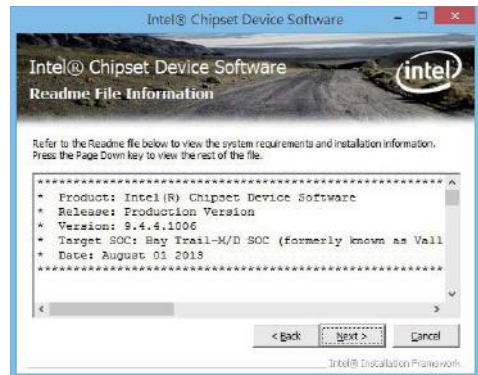 Intel® Chipset Device Software
Intel® Chipset Device Software
intel
Readme File Information
Refer to the Readme file below to view the system requirements and installation information.
Press the Page Down key to view the rest of the file.
********************************************************
* Product: Intel(R) Chipset Device Software
* Release: Production Version
* Version: 9.4.4.1006
* Target SOC: Bay Trail-M/D SOC (formerly known as Vall
* Date: August 01 2013
********************************************************
< Back Next > Cancel
Intel® Installation Framework